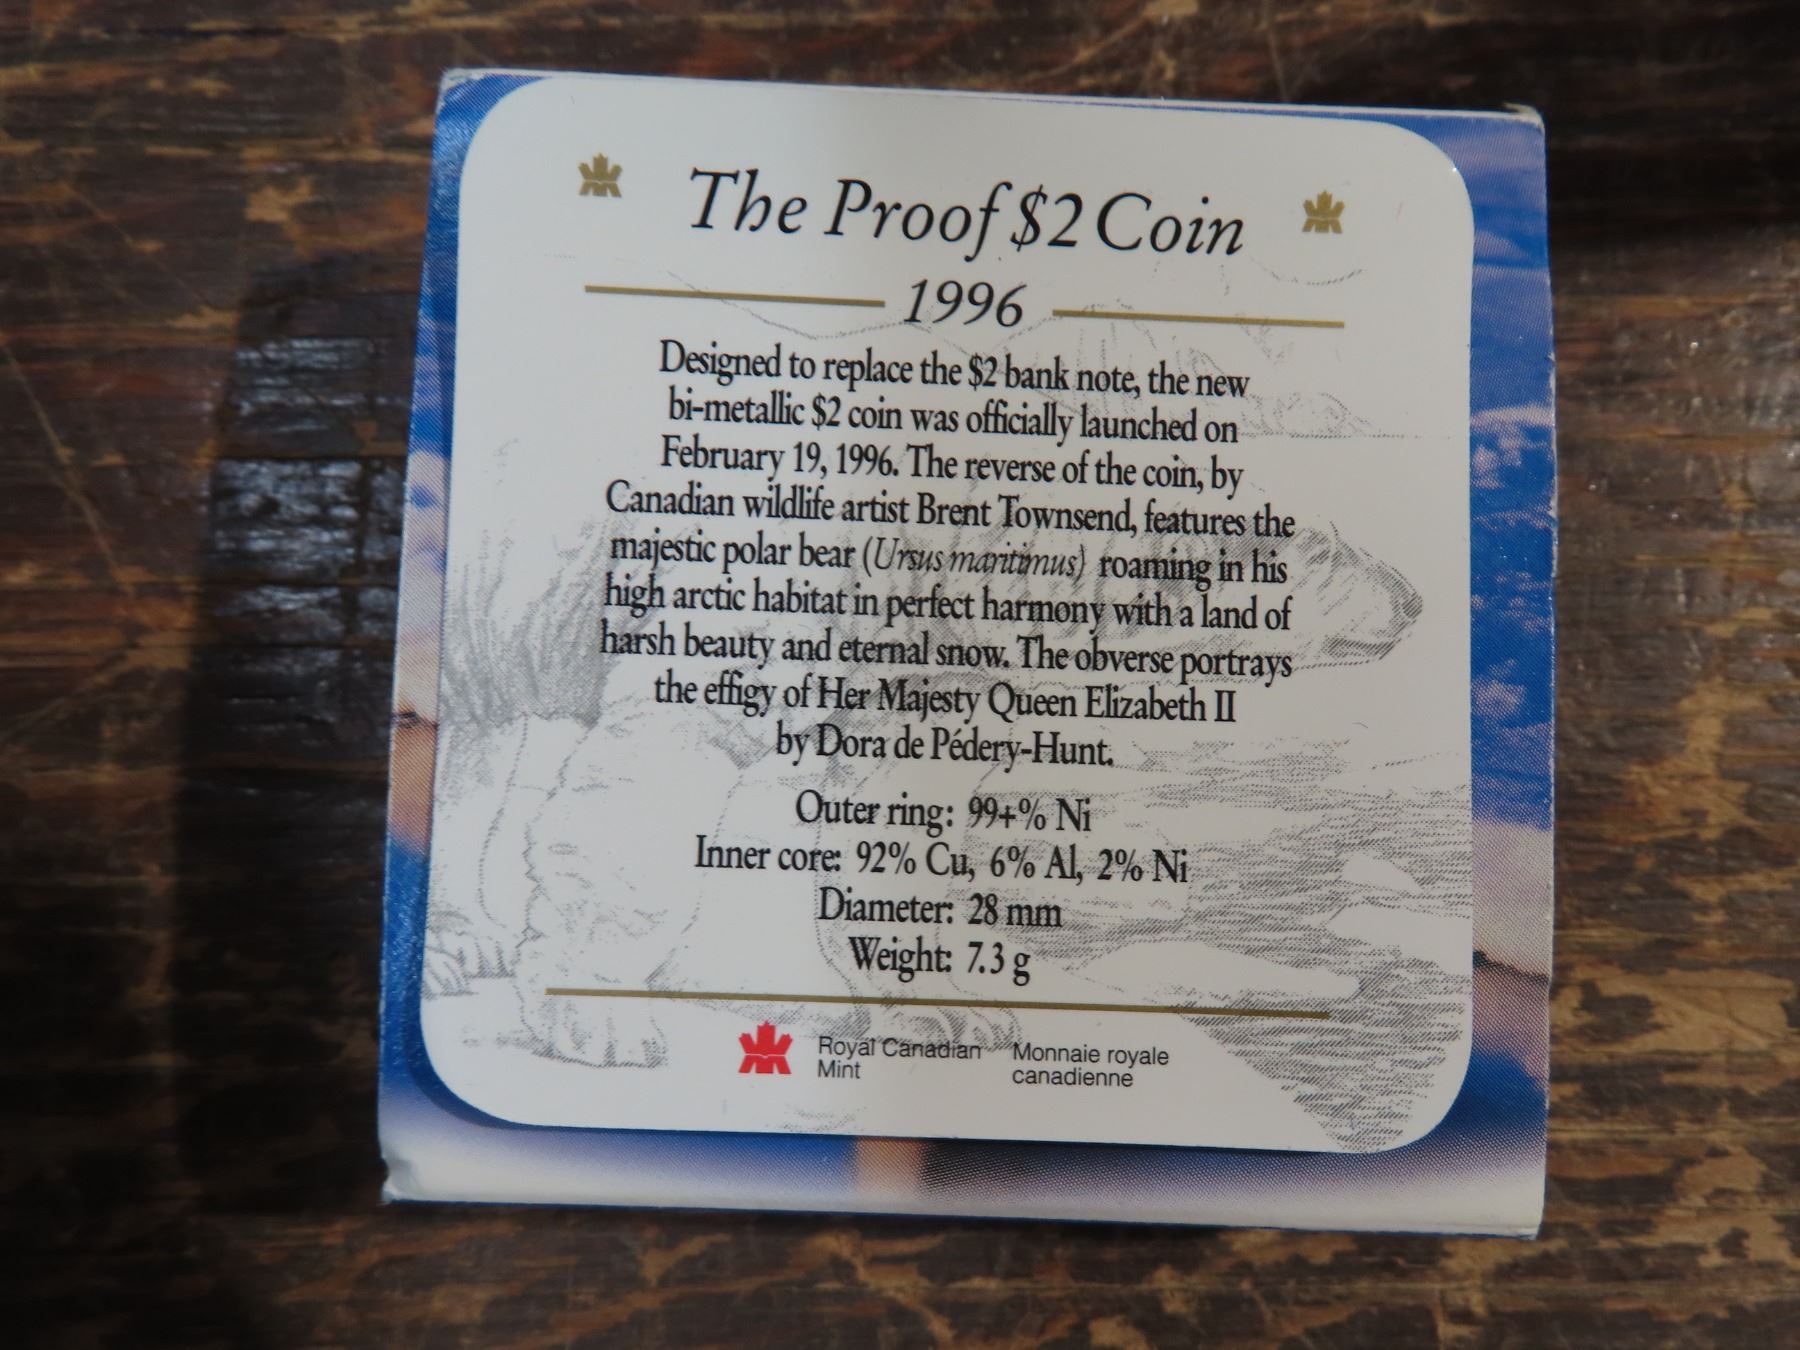 The Proof $2 Coin
1996
Designed to replace the $2 bank note, the new
bi-metallic $2 coin was officially launched on
February 19, 1996. The reverse of the coin, by
Canadian wildlife artist Brent Townsend, features the
majestic polar bear (Ursus maritimus) roaming in his
high arctic habitat in perfect harmony with a land of
harsh beauty and eternal snow. The obverse portrays
the effigy of Her Majesty Queen Elizabeth II
by Dora de Pédery-Hunt.
Outer ring: 99+% Ni
Inner core: 92% Cu, 6% Al, 2% Ni
Diameter: 28 mm
Weight: 7.3 g
Royal Canadian
Mint
Monnaie royale
canadienne